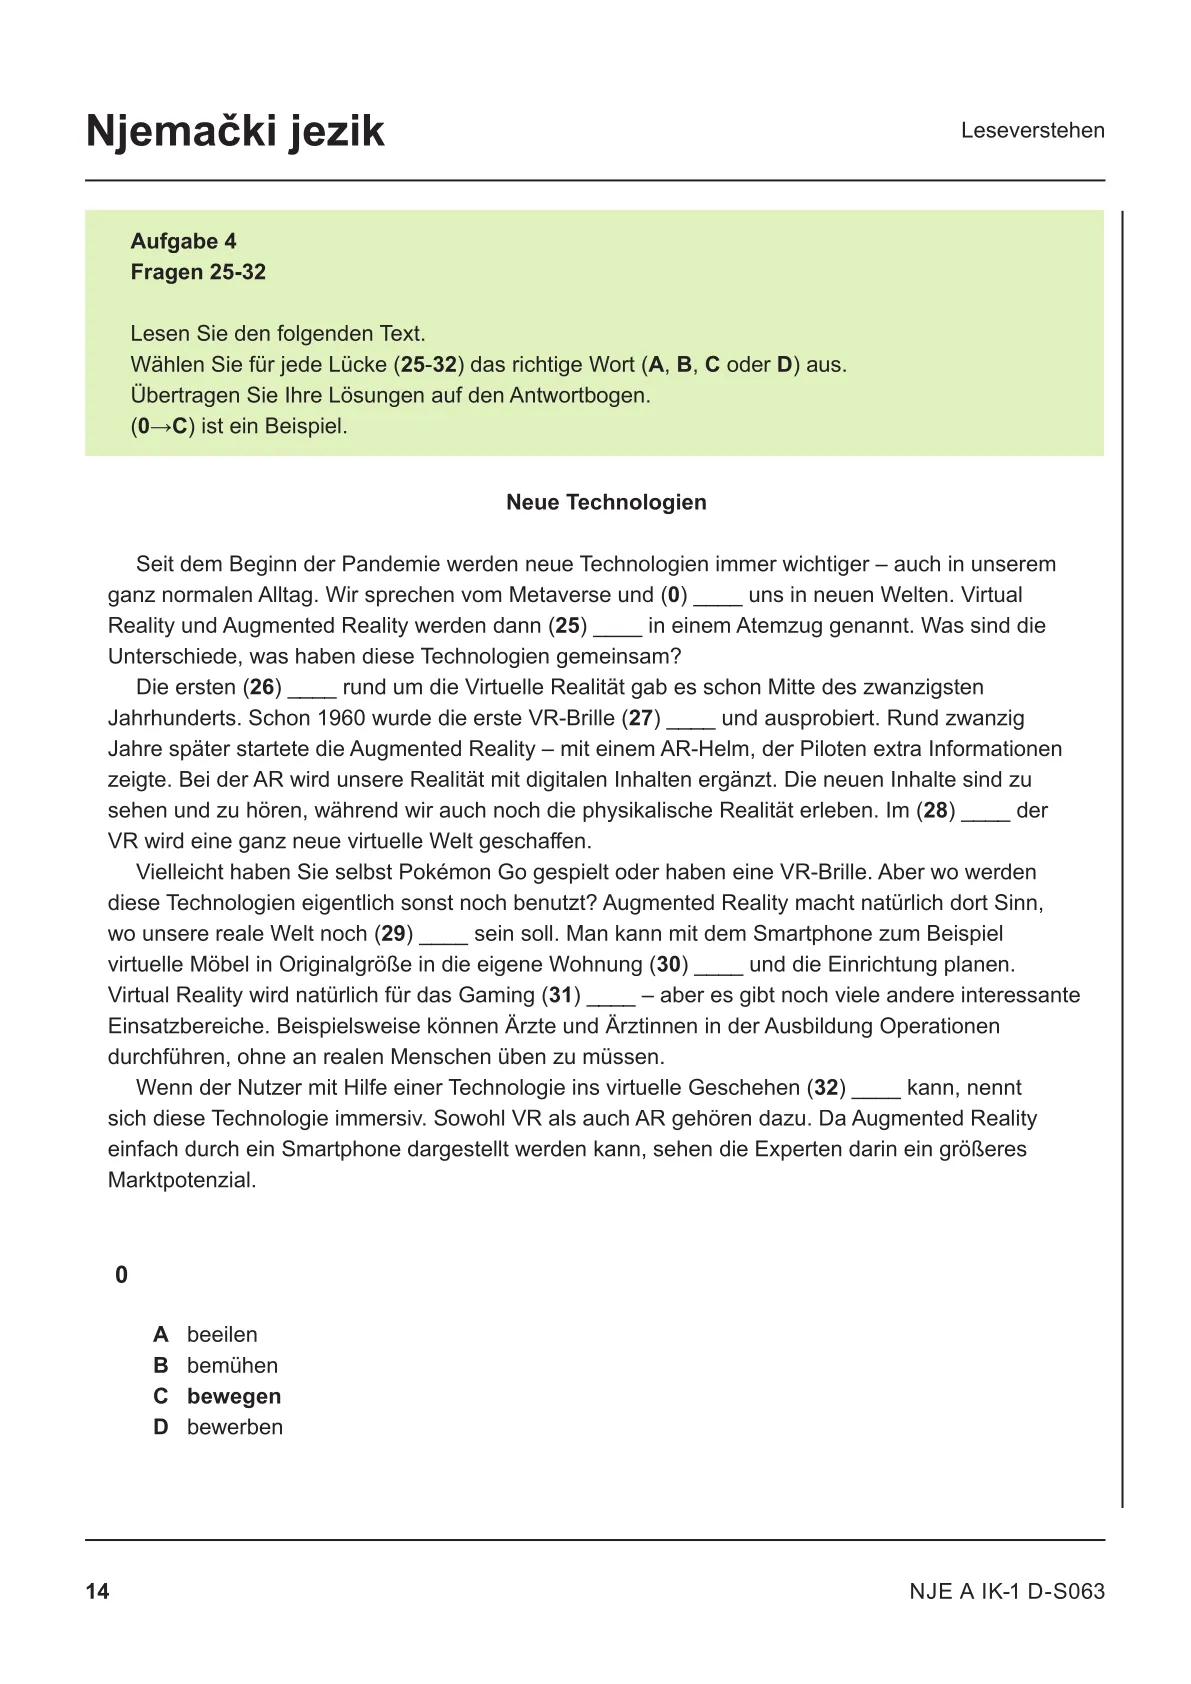 Njemački jezik
Leseverstehen
Aufgabe 4
Fragen 25-32
Lesen Sie den folgenden Text.
Wählen Sie für jede Lücke (25-32) das richtige Wort (A, B, C oder D) aus.
Übertragen Sie Ihre Lösungen auf den Antwortbogen.
(0→C) ist ein Beispiel.
Neue Technologien
Seit dem Beginn der Pandemie werden neue Technologien immer wichtiger – auch in unserem
ganz normalen Alltag. Wir sprechen vom Metaverse und (0) ____ uns in neuen Welten. Virtual
Reality und Augmented Reality werden dann (25) ____ in einem Atemzug genannt. Was sind die
Unterschiede, was haben diese Technologien gemeinsam?
Die ersten (26) ____ rund um die Virtuelle Realität gab es schon Mitte des zwanzigsten
Jahrhunderts. Schon 1960 wurde die erste VR-Brille (27) ____ und ausprobiert. Rund zwanzig
Jahre später startete die Augmented Reality – mit einem AR-Helm, der Piloten extra Informationen
zeigte. Bei der AR wird unsere Realität mit digitalen Inhalten ergänzt. Die neuen Inhalte sind zu
sehen und zu hören, während wir auch noch die physikalische Realität erleben. Im (28) ____ der
VR wird eine ganz neue virtuelle Welt geschaffen.
Vielleicht haben Sie selbst Pokémon Go gespielt oder haben eine VR-Brille. Aber wo werden
diese Technologien eigentlich sonst noch benutzt? Augmented Reality macht natürlich dort Sinn,
wo unsere reale Welt noch (29) ____ sein soll. Man kann mit dem Smartphone zum Beispiel
virtuelle Möbel in Originalgröße in die eigene Wohnung (30) ____ und die Einrichtung planen.
Virtual Reality wird natürlich für das Gaming (31) ____ – aber es gibt noch viele andere interessante
Einsatzbereiche. Beispielsweise können Ärzte und Ärztinnen in der Ausbildung Operationen
durchführen, ohne an realen Menschen üben zu müssen.
Wenn der Nutzer mit Hilfe einer Technologie ins virtuelle Geschehen (32) ____ kann, nennt
sich diese Technologie immersiv. Sowohl VR als auch AR gehören dazu. Da Augmented Reality
einfach durch ein Smartphone dargestellt werden kann, sehen die Experten darin ein größeres
Marktpotenzial.
0
A beeilen
B bemühen
C bewegen
D bewerben
14
NJE A IK-1 D-S063